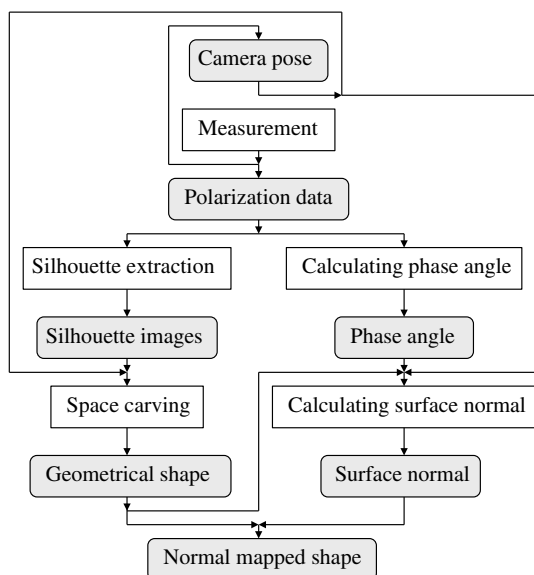 Camera pose
Measurement
Polarization data
Silhouette extraction
Calculating phase angle
Silhouette images
Phase angle
Space carving
Calculating surface normal
Geometrical shape
Surface normal
Normal mapped shape